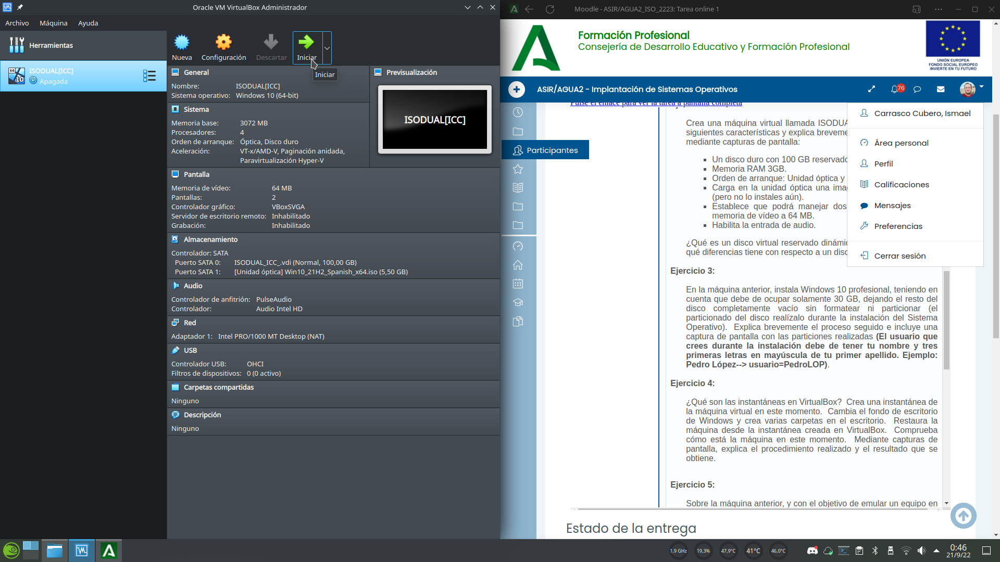 Oracle VM VirtualBox Administrador
Archivo Máquina Ayuda
Herramientas
ISODUAL[ICC]
Apagada
Nueva Configuración Descartar Iniciar
Iniciar
General
Nombre: ISODUAL[ICC]
Sistema operativo: Windows 10 (64-bit)
Previsualización
ISODUAL[ICC]
Sistema
Memoria base: 3072 MB
Procesadores: 4
Orden de arranque: Óptica, Disco duro
Aceleración: VT-x/AMD-V, Paginación anidada,
Paravirtualización Hyper-V
Pantalla
Memoria de vídeo: 64 MB
Pantallas: 2
Controlador gráfico: VBoxSVGA
Servidor de escritorio remoto: Inhabilitado
Grabación: Inhabilitado
Almacenamiento
Controlador: SATA
Puerto SATA 0: ISODUAL_ICC_.vdi (Normal, 100,00 GB)
Puerto SATA 1: [Unidad óptica] Win10_21H2_Spanish_x64.iso (5,50 GB)
Audio
Controlador de anfitrión: PulseAudio
Controlador: Audio Intel HD
Red
Adaptador 1: Intel PRO/1000 MT Desktop (NAT)
USB
Controlador USB: OHCI
Filtros de dispositivos: 0 (0 activo)
Carpetas compartidas
Ninguno
Descripción
Ninguno
Moodle - ASIR/AGUA2_ISO_2223: Tarea online 1
Formación Profesional
Consejería de Desarrollo Educativo y Formación Profesional
UNIÓN EUROPEA
FONDO SOCIAL EUROPEO
INVIERTE EN TU FUTURO
ASIR/AGUA2 - Implantación de Sistemas Operativos
76
Pulse el enlace para ver la tarea a pantalla completa
Participantes
Crea una máquina virtual llamada ISODUA
siguientes características y explica breveme
mediante capturas de pantalla:
Un disco duro con 100 GB reservado
Memoria RAM 3GB.
Orden de arranque: Unidad óptica y
Carga en la unidad óptica una ima
(pero no lo instales aún).
Establece que podrá manejar dos
memoria de vídeo a 64 MB.
Habilita la entrada de audio.
¿Qué es un disco virtual reservado dinámic
qué diferencias tiene con respecto a un disc
Carrasco Cubero, Ismael
Área personal
Perfil
Calificaciones
Mensajes
Preferencias
Cerrar sesión
Ejercicio 3:
En la máquina anterior, instala Windows 10 profesional, teniendo en
cuenta que debe de ocupar solamente 30 GB, dejando el resto del
disco completamente vacío sin formatear ni particionar (el
particionado del disco realízalo durante la instalación del Sistema
Operativo). Explica brevemente el proceso seguido e incluye una
captura de pantalla con las particiones realizadas (El usuario que
crees durante la instalación debe de tener tu nombre y tres
primeras letras en mayúscula de tu primer apellido. Ejemplo:
Pedro López--> usuario=PedroLOP).
Ejercicio 4:
¿Qué son las instantáneas en VirtualBox? Crea una instantánea de
la máquina virtual en este momento. Cambia el fondo de escritorio
de Windows y crea varias carpetas en el escritorio. Restaura la
máquina desde la instantánea creada en VirtualBox. Comprueba
cómo está la máquina en este momento. Mediante capturas de
pantalla, explica el procedimiento realizado y el resultado que se
obtiene.
Ejercicio 5:
Sobre la máquina anterior, y con el objetivo de emular un equipo en
Estado de la entrega
1,9 GHz 19,3% 47,9°C 41°C 46,0°C
0:46
21/9/22